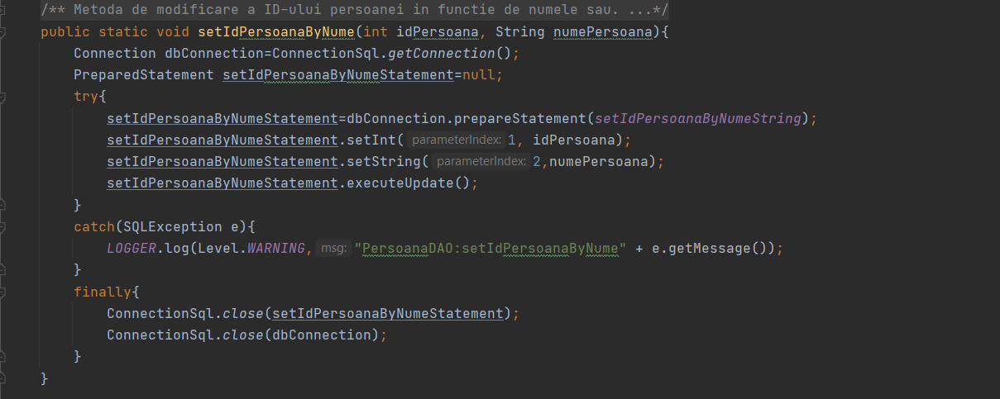 /** Metoda de modificare a ID-ului persoanei in functie de numele sau. ...*/
public static void setIdPersoanaByNume(int idPersoana, String numePersoana){
    Connection dbConnection=ConnectionSql.getConnection();
    PreparedStatement setIdPersoanaByNumeStatement=null;
    try{
        setIdPersoanaByNumeStatement=dbConnection.prepareStatement(setIdPersoanaByNumeString);
        setIdPersoanaByNumeStatement.setInt( parameterIndex: 1, idPersoana);
        setIdPersoanaByNumeStatement.setString( parameterIndex: 2,numePersoana);
        setIdPersoanaByNumeStatement.executeUpdate();
    }
    catch(SQLException e){
        LOGGER.log(Level.WARNING, msg: "PersoanaDAO:setIdPersoanaByNume" + e.getMessage());
    }
    finally{
        ConnectionSql.close(setIdPersoanaByNumeStatement);
        ConnectionSql.close(dbConnection);
    }
}